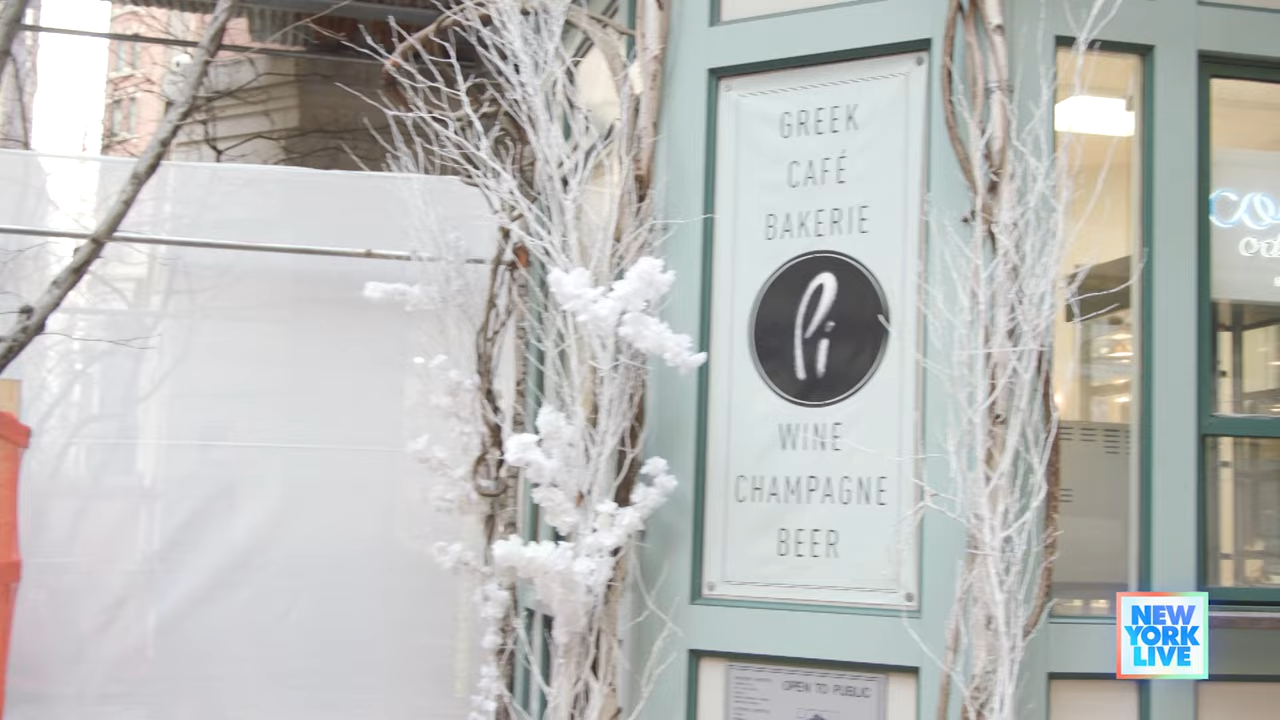 GREEK
CAFÉ
BAKERIE
Pi
WINE
CHAMPAGNE
BEER
OPEN TO PUBLIC
NEW
YORK
LIVE